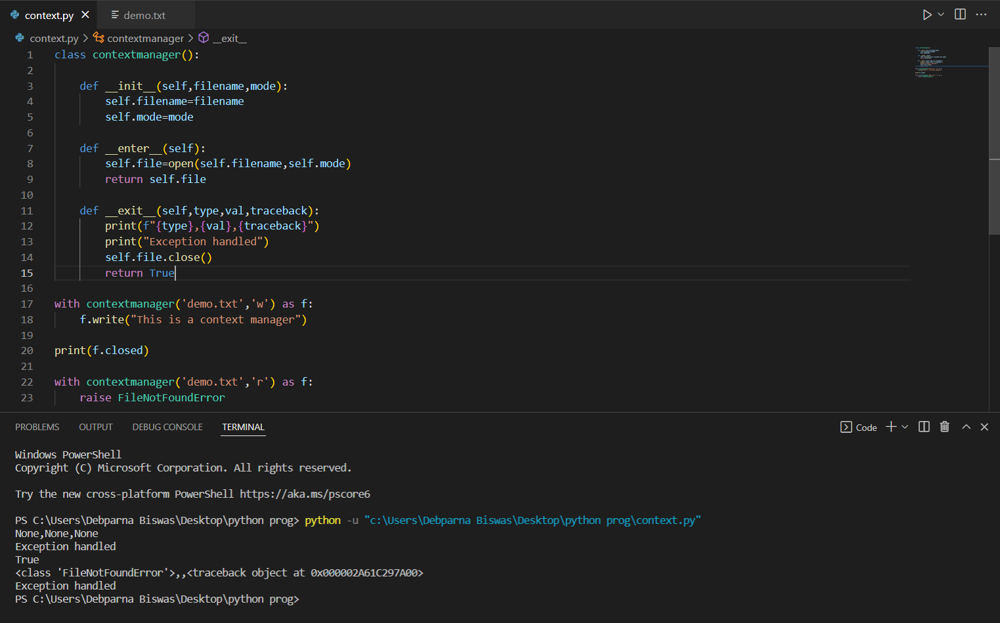 context.py
demo.txt
context.py > contextmanager > __exit__
1 class contextmanager():
2
3 def __init__(self,filename,mode):
4 self.filename=filename
5 self.mode=mode
6
7 def __enter__(self):
8 self.file=open(self.filename,self.mode)
9 return self.file
10
11 def __exit__(self,type,val,traceback):
12 print(f"{type},{val},{traceback}")
13 print("Exception handled")
14 self.file.close()
15 return True
16
17 with contextmanager('demo.txt','w') as f:
18 f.write("This is a context manager")
19
20 print(f.closed)
21
22 with contextmanager('demo.txt','r') as f:
23 raise FileNotFoundError
PROBLEMS OUTPUT DEBUG CONSOLE TERMINAL Code
Windows PowerShell
Copyright (C) Microsoft Corporation. All rights reserved.
Try the new cross-platform PowerShell https://aka.ms/pscore6
PS C:\Users\Debparna Biswas\Desktop\python prog> python -u "c:\Users\Debparna Biswas\Desktop\python prog\context.py"
None,None,None
Exception handled
True
<class 'FileNotFoundError'>,,<traceback object at 0x000002A61C297A00>
Exception handled
PS C:\Users\Debparna Biswas\Desktop\python prog>